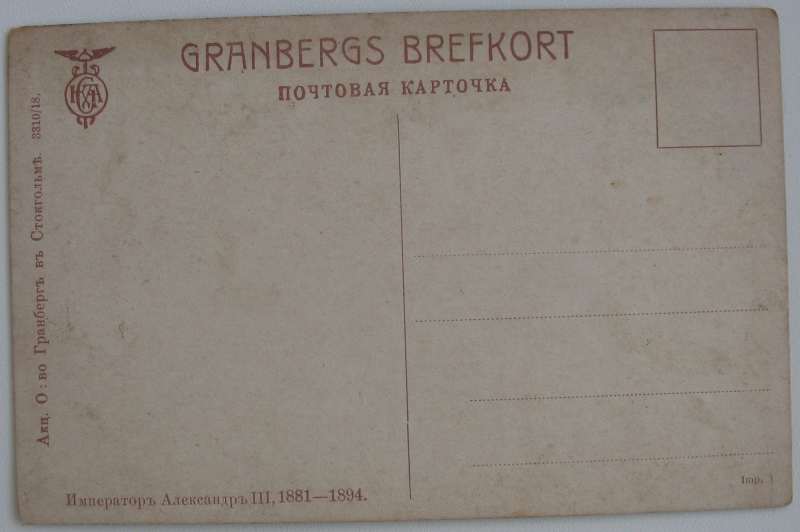 GRANBERGS BREFKORT
ПОЧТОВАЯ КАРТОЧКА
Акц. О:во Гранбергъ въ Стокгольмѣ. 3310/18.
Императоръ Александръ III, 1881—1894.
Imp.